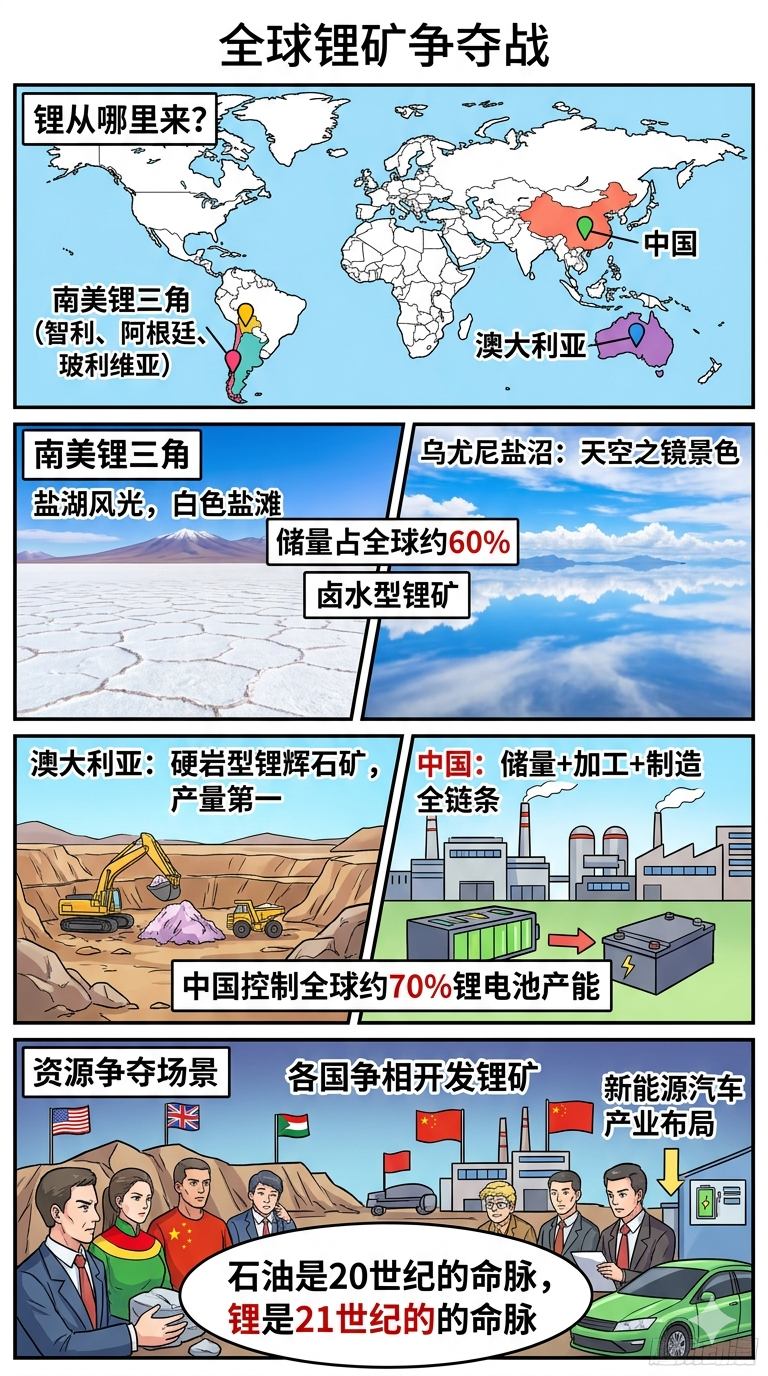 全球锂矿争夺战
锂从哪里来？
中国
南美锂三角
（智利、阿根廷、
玻利维亚）
澳大利亚
南美锂三角
盐湖风光，白色盐滩
乌尤尼盐沼：天空之镜景色
储量占全球约60%
卤水型锂矿
澳大利亚：硬岩型锂辉石矿，
产量第一
中国：储量+加工+制造
全链条
中国控制全球约70%锂电池产能
资源争夺场景
各国争相开发锂矿
新能源汽车
产业布局
石油是20世纪的命脉，
锂是21世纪的的命脉